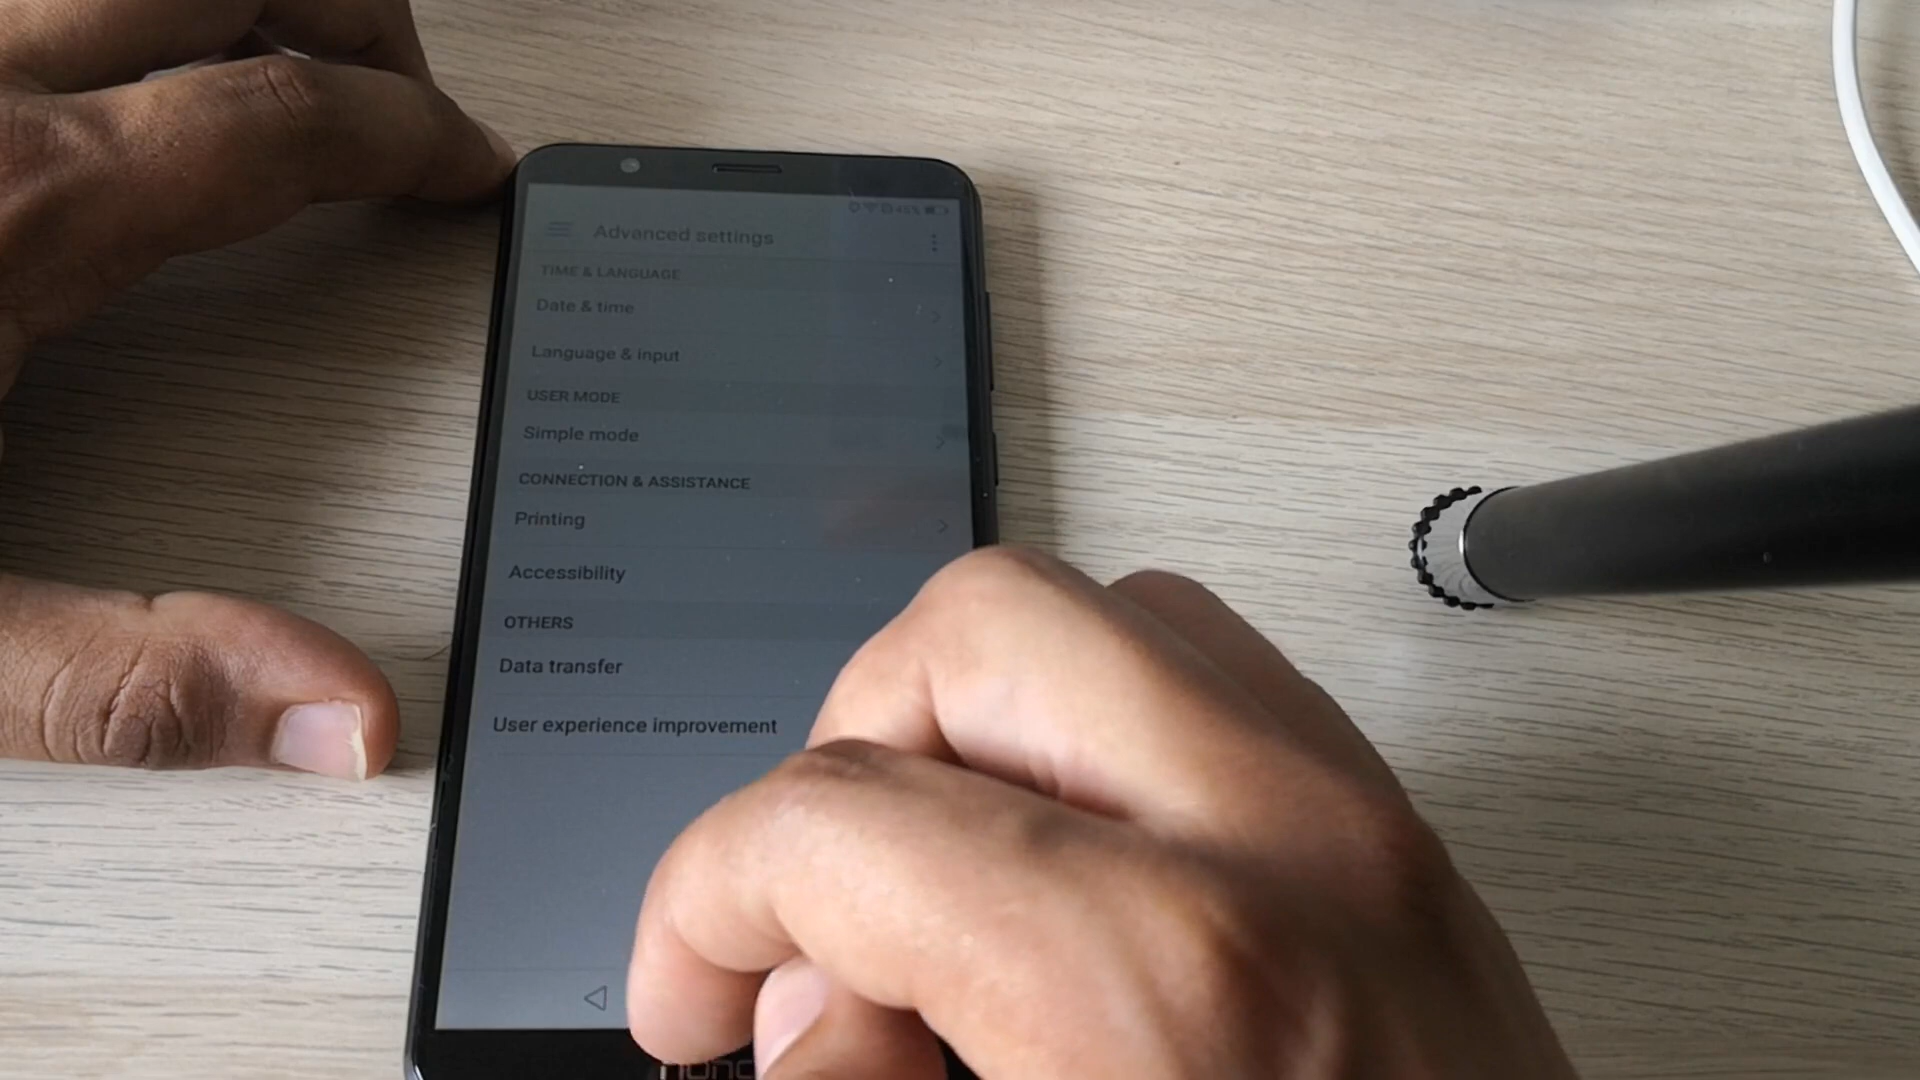 45%
Advanced settings
TIME & LANGUAGE
Date & time
Language & input
USER MODE
Simple mode
CONNECTION & ASSISTANCE
Printing
Accessibility
OTHERS
Data transfer
User experience improvement